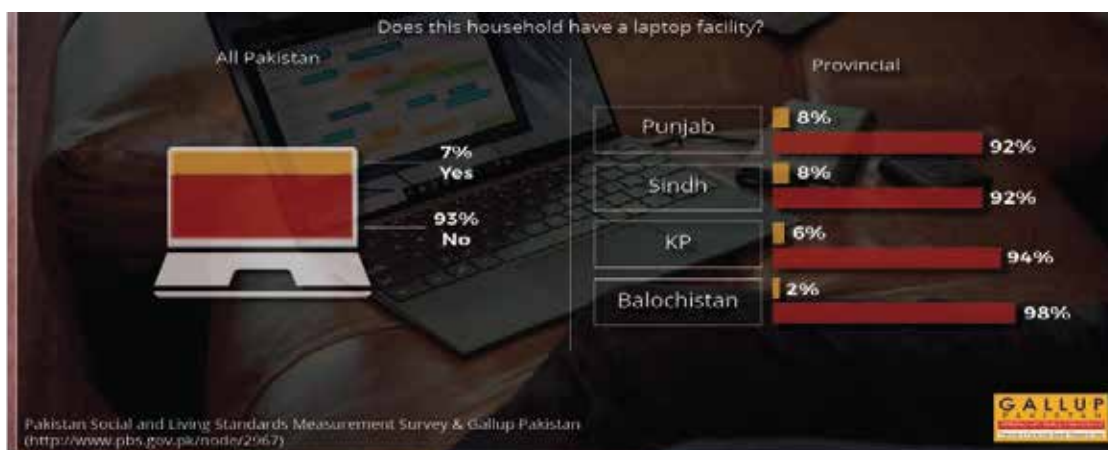 Does this household have a laptop facility?
All Pakistan
7%
Yes
93%
No
Provincial
Punjab
8%
92%
Sindh
8%
92%
KP
6%
94%
Balochistan
2%
98%
Pakistan Social and Living Standards Measurement Survey & Gallup Pakistan
(http://www.pbs.gov.pk/node/2967)
GALLUP
PAKISTAN